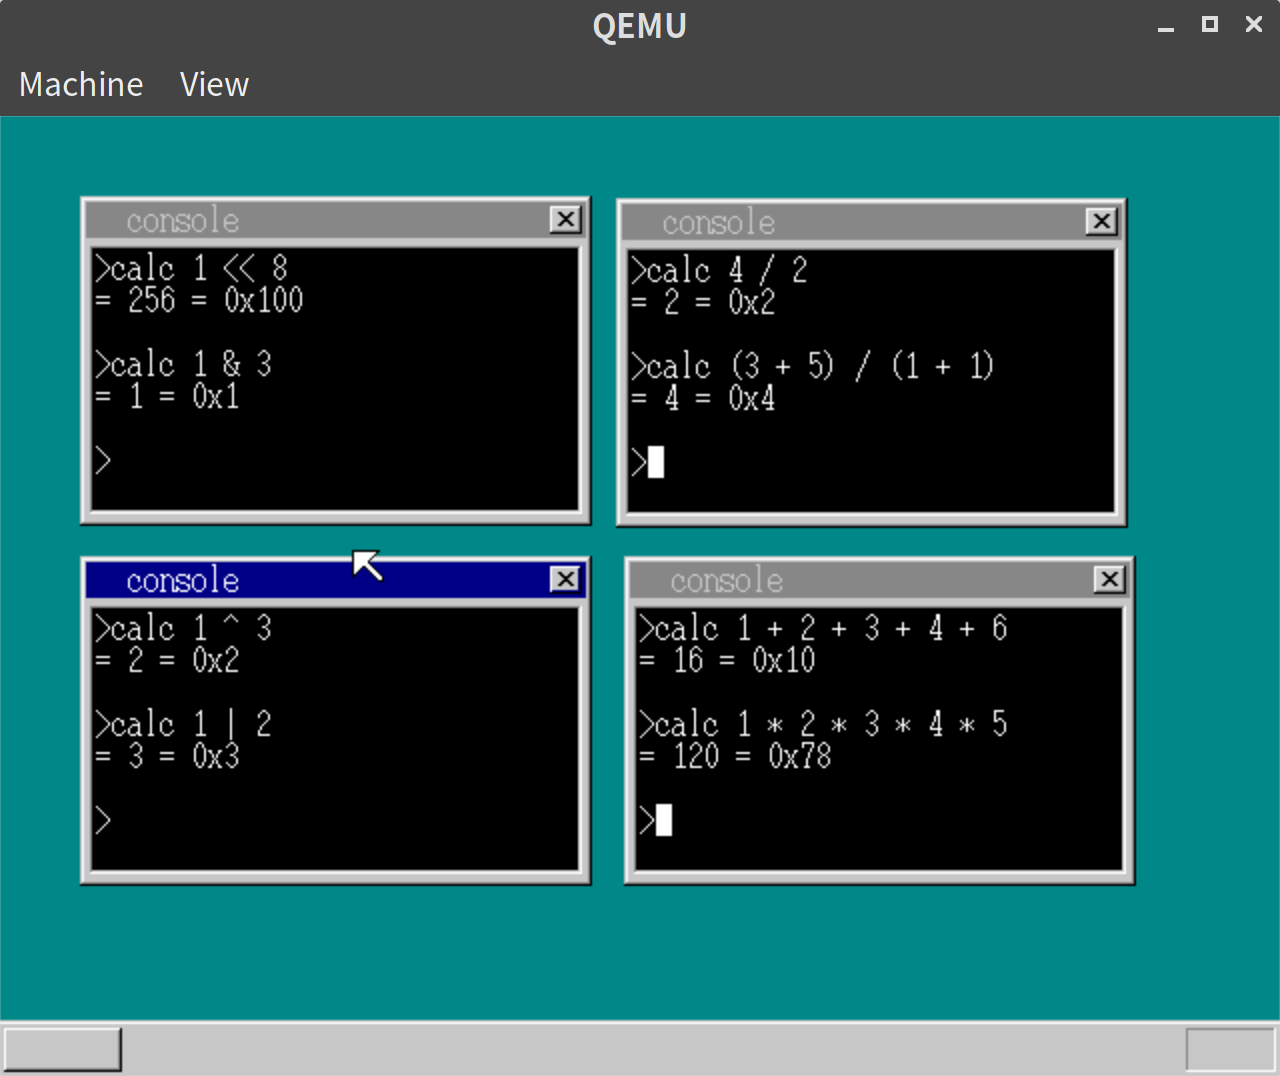 QEMU
Machine View
console
>calc 1 << 8
= 256 = 0x100
>calc 1 & 3
= 1 = 0x1
>
console
>calc 4 / 2
= 2 = 0x2
>calc (3 + 5) / (1 + 1)
= 4 = 0x4
>
console
>calc 1 ^ 3
= 2 = 0x2
>calc 1 | 2
= 3 = 0x3
>
console
>calc 1 + 2 + 3 + 4 + 6
= 16 = 0x10
>calc 1 * 2 * 3 * 4 * 5
= 120 = 0x78
>